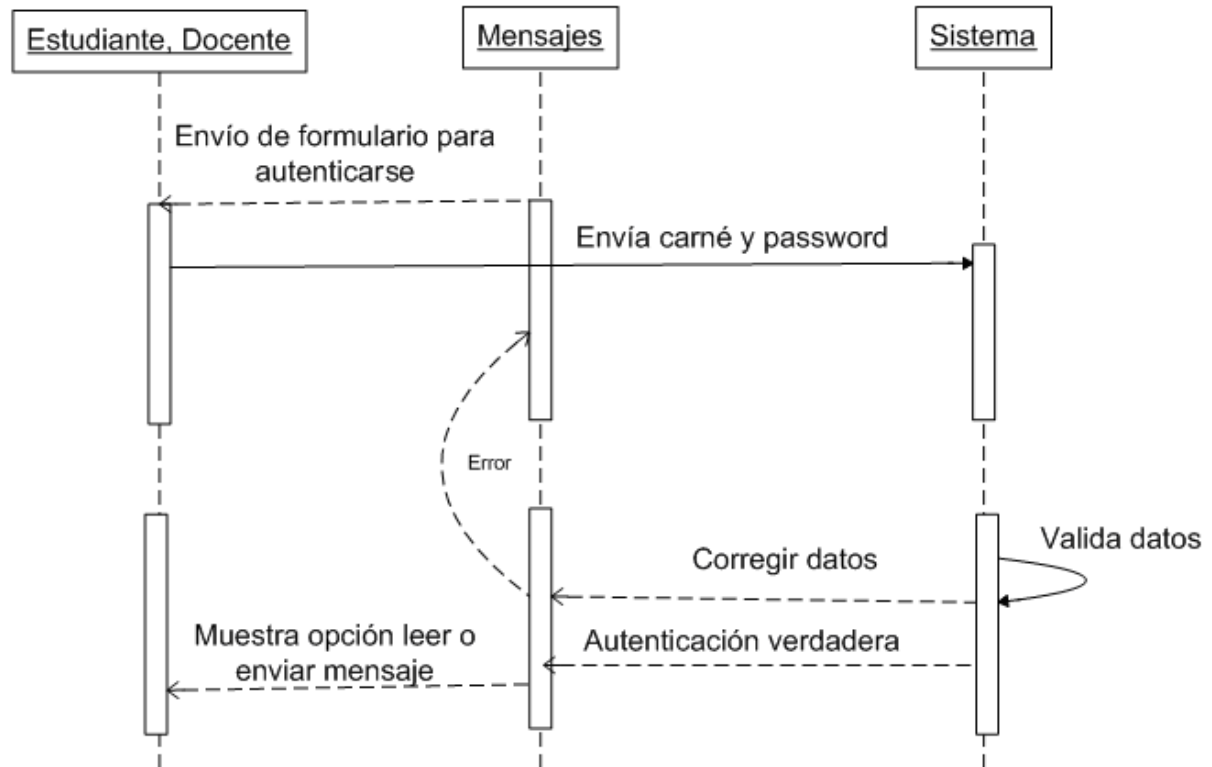 Estudiante, Docente
Mensajes
Sistema
Envío de formulario para
autenticarse
Envía carné y password
Error
Valida datos
Corregir datos
Autenticación verdadera
Muestra opción leer o
enviar mensaje